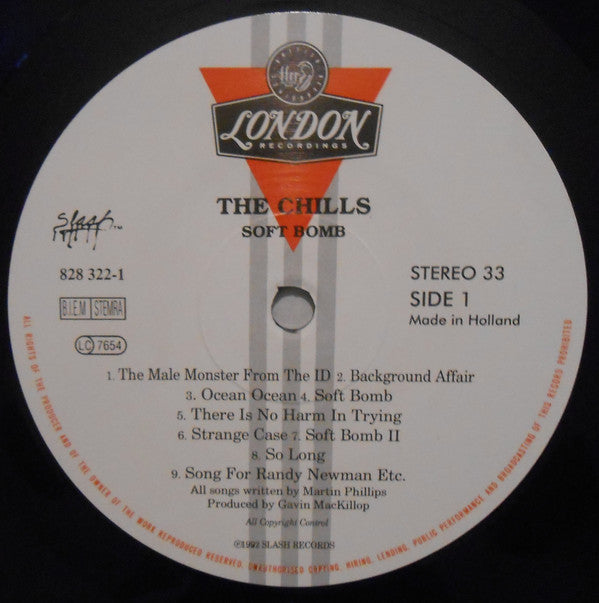 LONDON
RECORDINGS
THE CHILLS
SOFT BOMB
Slash ™
828 322-1
STEREO 33
SIDE 1
Made in Holland
B.I.E.M STEMRA
LC 7654
1. The Male Monster From The ID 2. Background Affair
3. Ocean Ocean 4. Soft Bomb
5. There Is No Harm In Trying
6. Strange Case 7. Soft Bomb II
8. So Long
9. Song For Randy Newman Etc.
All songs written by Martin Phillips
Produced by Gavin MacKillop
All Copyright Control
℗1992 SLASH RECORDS
ALL RIGHTS OF THE PRODUCER AND OF THE OWNER OF THE WORK REPRODUCED RESERVED. UNAUTHORISED COPYING, HIRING, LENDING, PUBLIC PERFORMANCE AND BROADCASTING OF THIS RECORD PROHIBITED